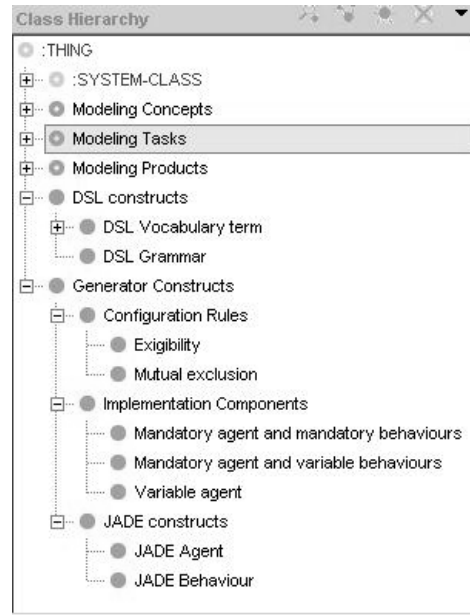 Class Hierarchy
:THING
:SYSTEM-CLASS
Modeling Concepts
Modeling Tasks
Modeling Products
DSL constructs
DSL Vocabulary term
DSL Grammar
Generator Constructs
Configuration Rules
Exigibility
Mutual exclusion
Implementation Components
Mandatory agent and mandatory behaviours
Mandatory agent and variable behaviours
Variable agent
JADE constructs
JADE Agent
JADE Behaviour